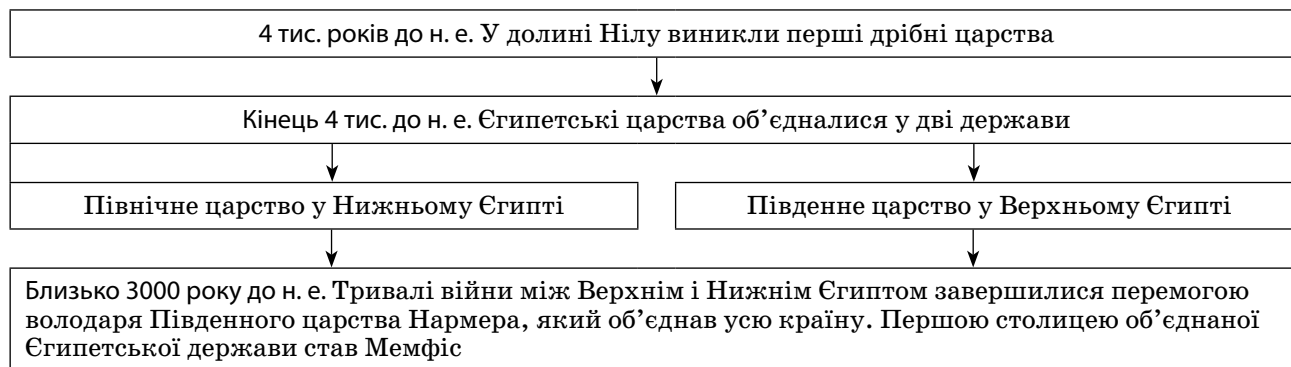 4 тис. років до н. е. У долині Нілу виникли перші дрібні царства
Кінець 4 тис. до н. е. Єгипетські царства об’єдналися у дві держави
Північне царство у Нижньому Єгипті
Південне царство у Верхньому Єгипті
Близько 3000 року до н. е. Тривалі війни між Верхнім і Нижнім Єгиптом завершилися перемогою
володаря Південного царства Нармера, який об’єднав усю країну. Першою столицею об’єднаної
Єгипетської держави став Мемфіс